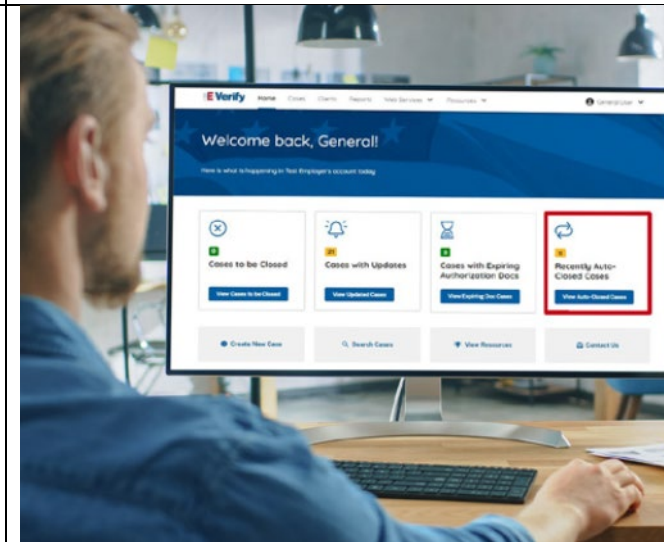 E-Verify Home Cases Clients Reports Web Services Resources General User
Welcome back, General!
Here is what is happening in Test Employer's account today
Cases to be Closed
View Cases to be Closed
21
Cases with Updates
View Updated Cases
Cases with Expiring
Authorization Docs
View Expiring Doc Cases
Recently Auto-
Closed Cases
View Auto-Closed Cases
Create New Case
Search Cases
View Resources
Contact Us